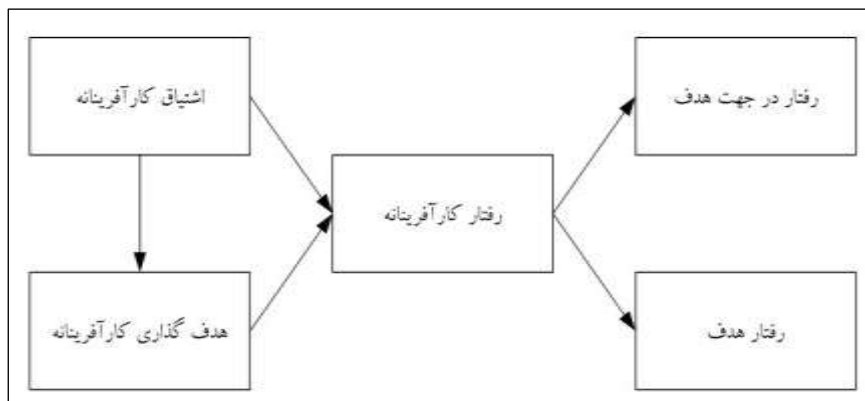 اشتیاق کارآفرینانه
رفتار در جهت هدف
رفتار کارآفرینانه
هدف گذاری کارآفرینانه
رفتار هدف